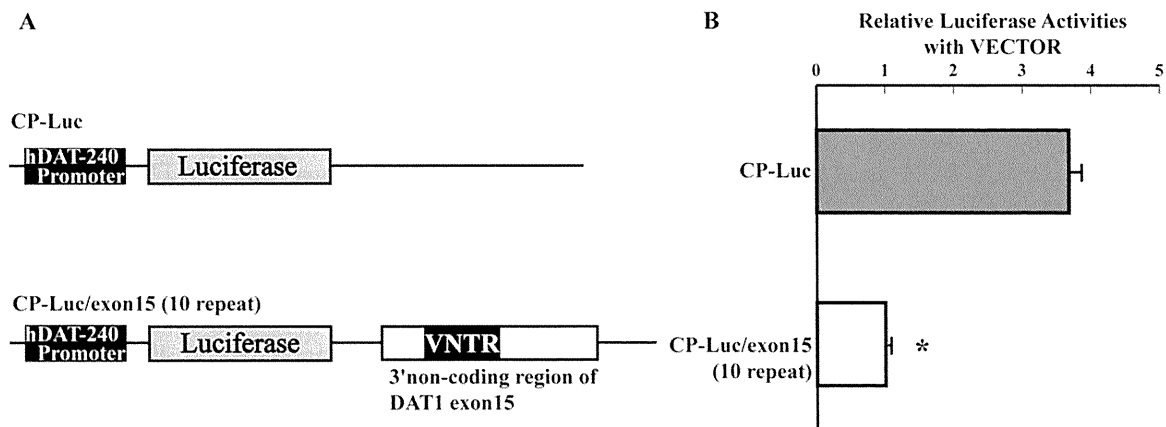 A
CP-Luc
hDAT-240
Promoter
Luciferase
CP-Luc/exon15 (10 repeat)
hDAT-240
Promoter
Luciferase
VNTR
3'non-coding region of
DAT1 exon15
B
Relative Luciferase Activities
with VECTOR
0 1 2 3 4 5
CP-Luc
CP-Luc/exon15
(10 repeat)
*